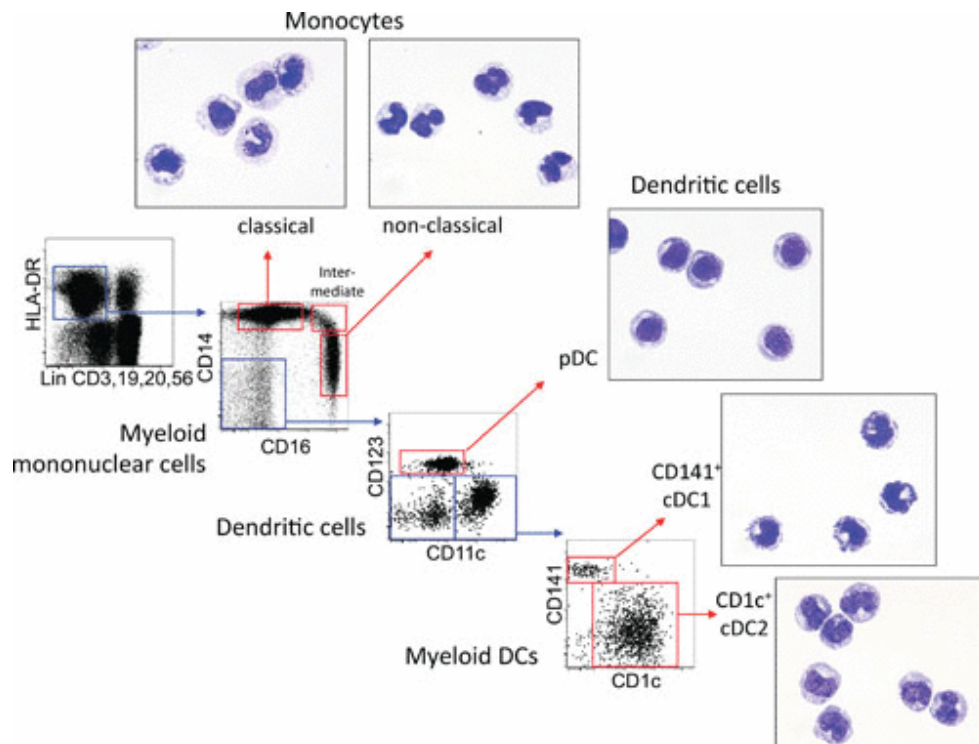 Monocytes
classical
non-classical
Dendritic cells
HLA-DR
Lin CD3,19,20,56
Inter-
mediate
CD14
CD16
Myeloid
mononuclear cells
pDC
CD123
CD11c
Dendritic cells
CD141⁺
cDC1
CD141
CD1c
Myeloid DCs
CD1c⁺
cDC2